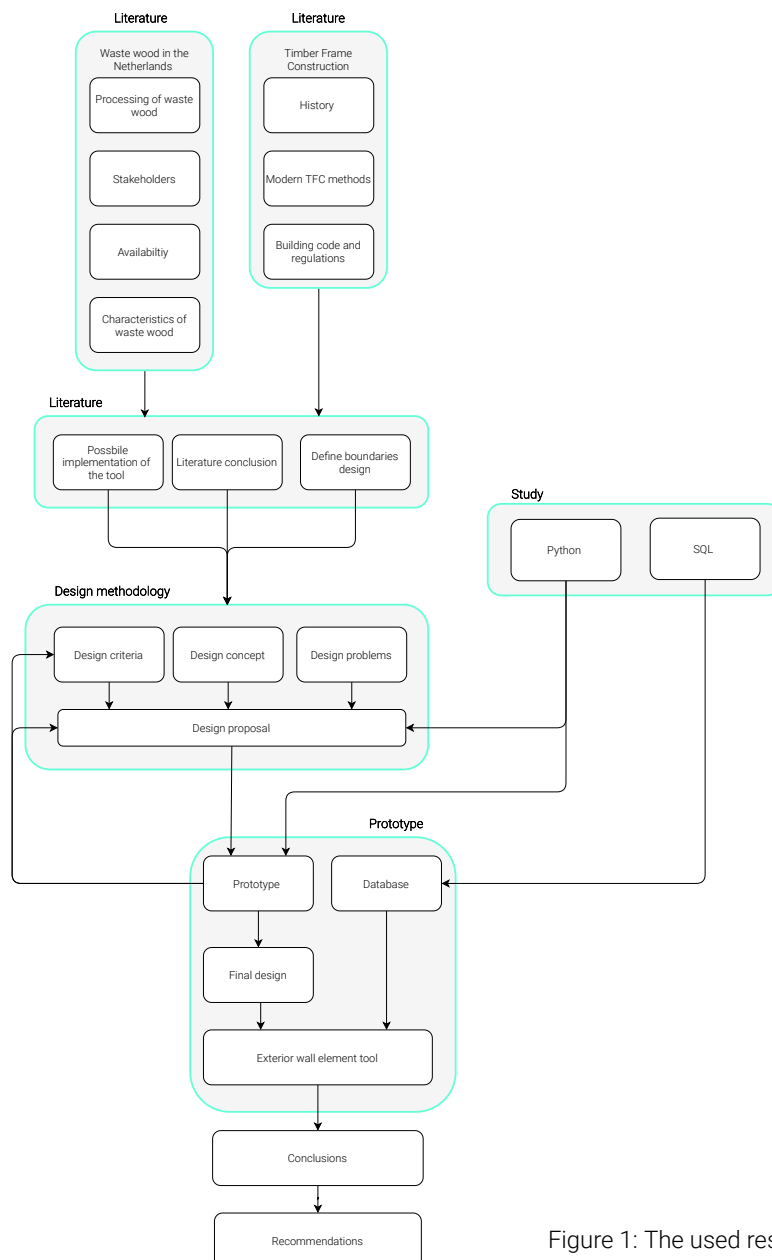 Literature
Waste wood in the
Netherlands
Processing of waste
wood
Stakeholders
Availabiltiy
Characteristics of
waste wood
Literature
Timber Frame
Construction
History
Modern TFC methods
Building code and
regulations
Literature
Possbile
implementation of
the tool
Literature conclusion
Define boundaries
design
Study
Python
SQL
Design methodology
Design criteria
Design concept
Design problems
Design proposal
Prototype
Prototype
Database
Final design
Exterior wall element tool
Conclusions
Recommendations
Figure 1: The used res